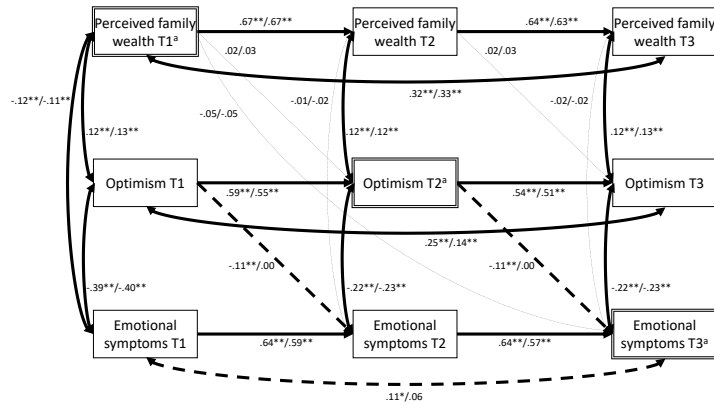 Perceived family
wealth T1ª
.67**/.67**
Perceived family
wealth T2
.64**/.63**
Perceived family
wealth T3
.02/.03
.02/.03
.32**/.33**
-.12**/-.11**
-.05/-.05
-.01/-.02
-.02/-.02
.12**/.13**
.12**/.12**
.12**/.13**
Optimism T1
.59**/.55**
Optimism T2ª
.54**/.51**
Optimism T3
.25**/.14**
-.11**/.00
-.11**/.00
-.39**/-.40**
-.22**/-.23**
-.22**/-.23**
Emotional
symptoms T1
.64**/.59**
Emotional
symptoms T2
.64**/.57**
Emotional
symptoms T3ª
.11*/.06